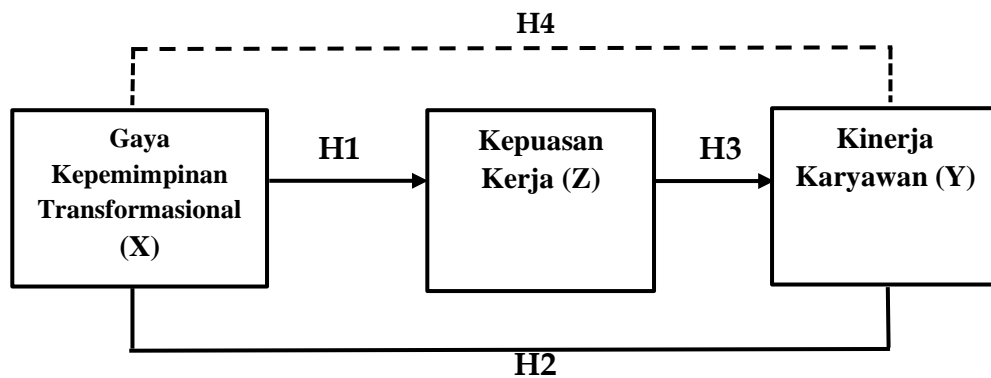 H4
Gaya
Kepemimpinan
Transformasional
(X)
H1
Kepuasan
Kerja (Z)
H3
Kinerja
Karyawan (Y)
H2